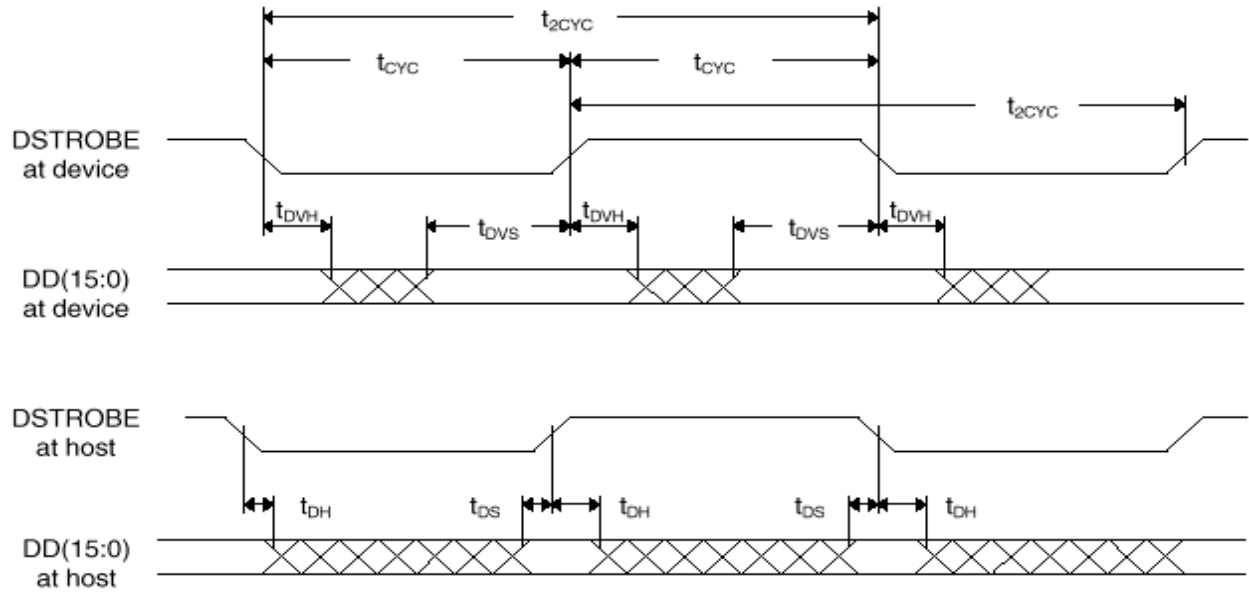 t2CYC
tCYC tCYC
t2CYC
DSTROBE
at device
tDVH tDVS tDVH tDVS tDVH
DD(15:0)
at device
DSTROBE
at host
tDH tDS tDH tDS tDH
DD(15:0)
at host